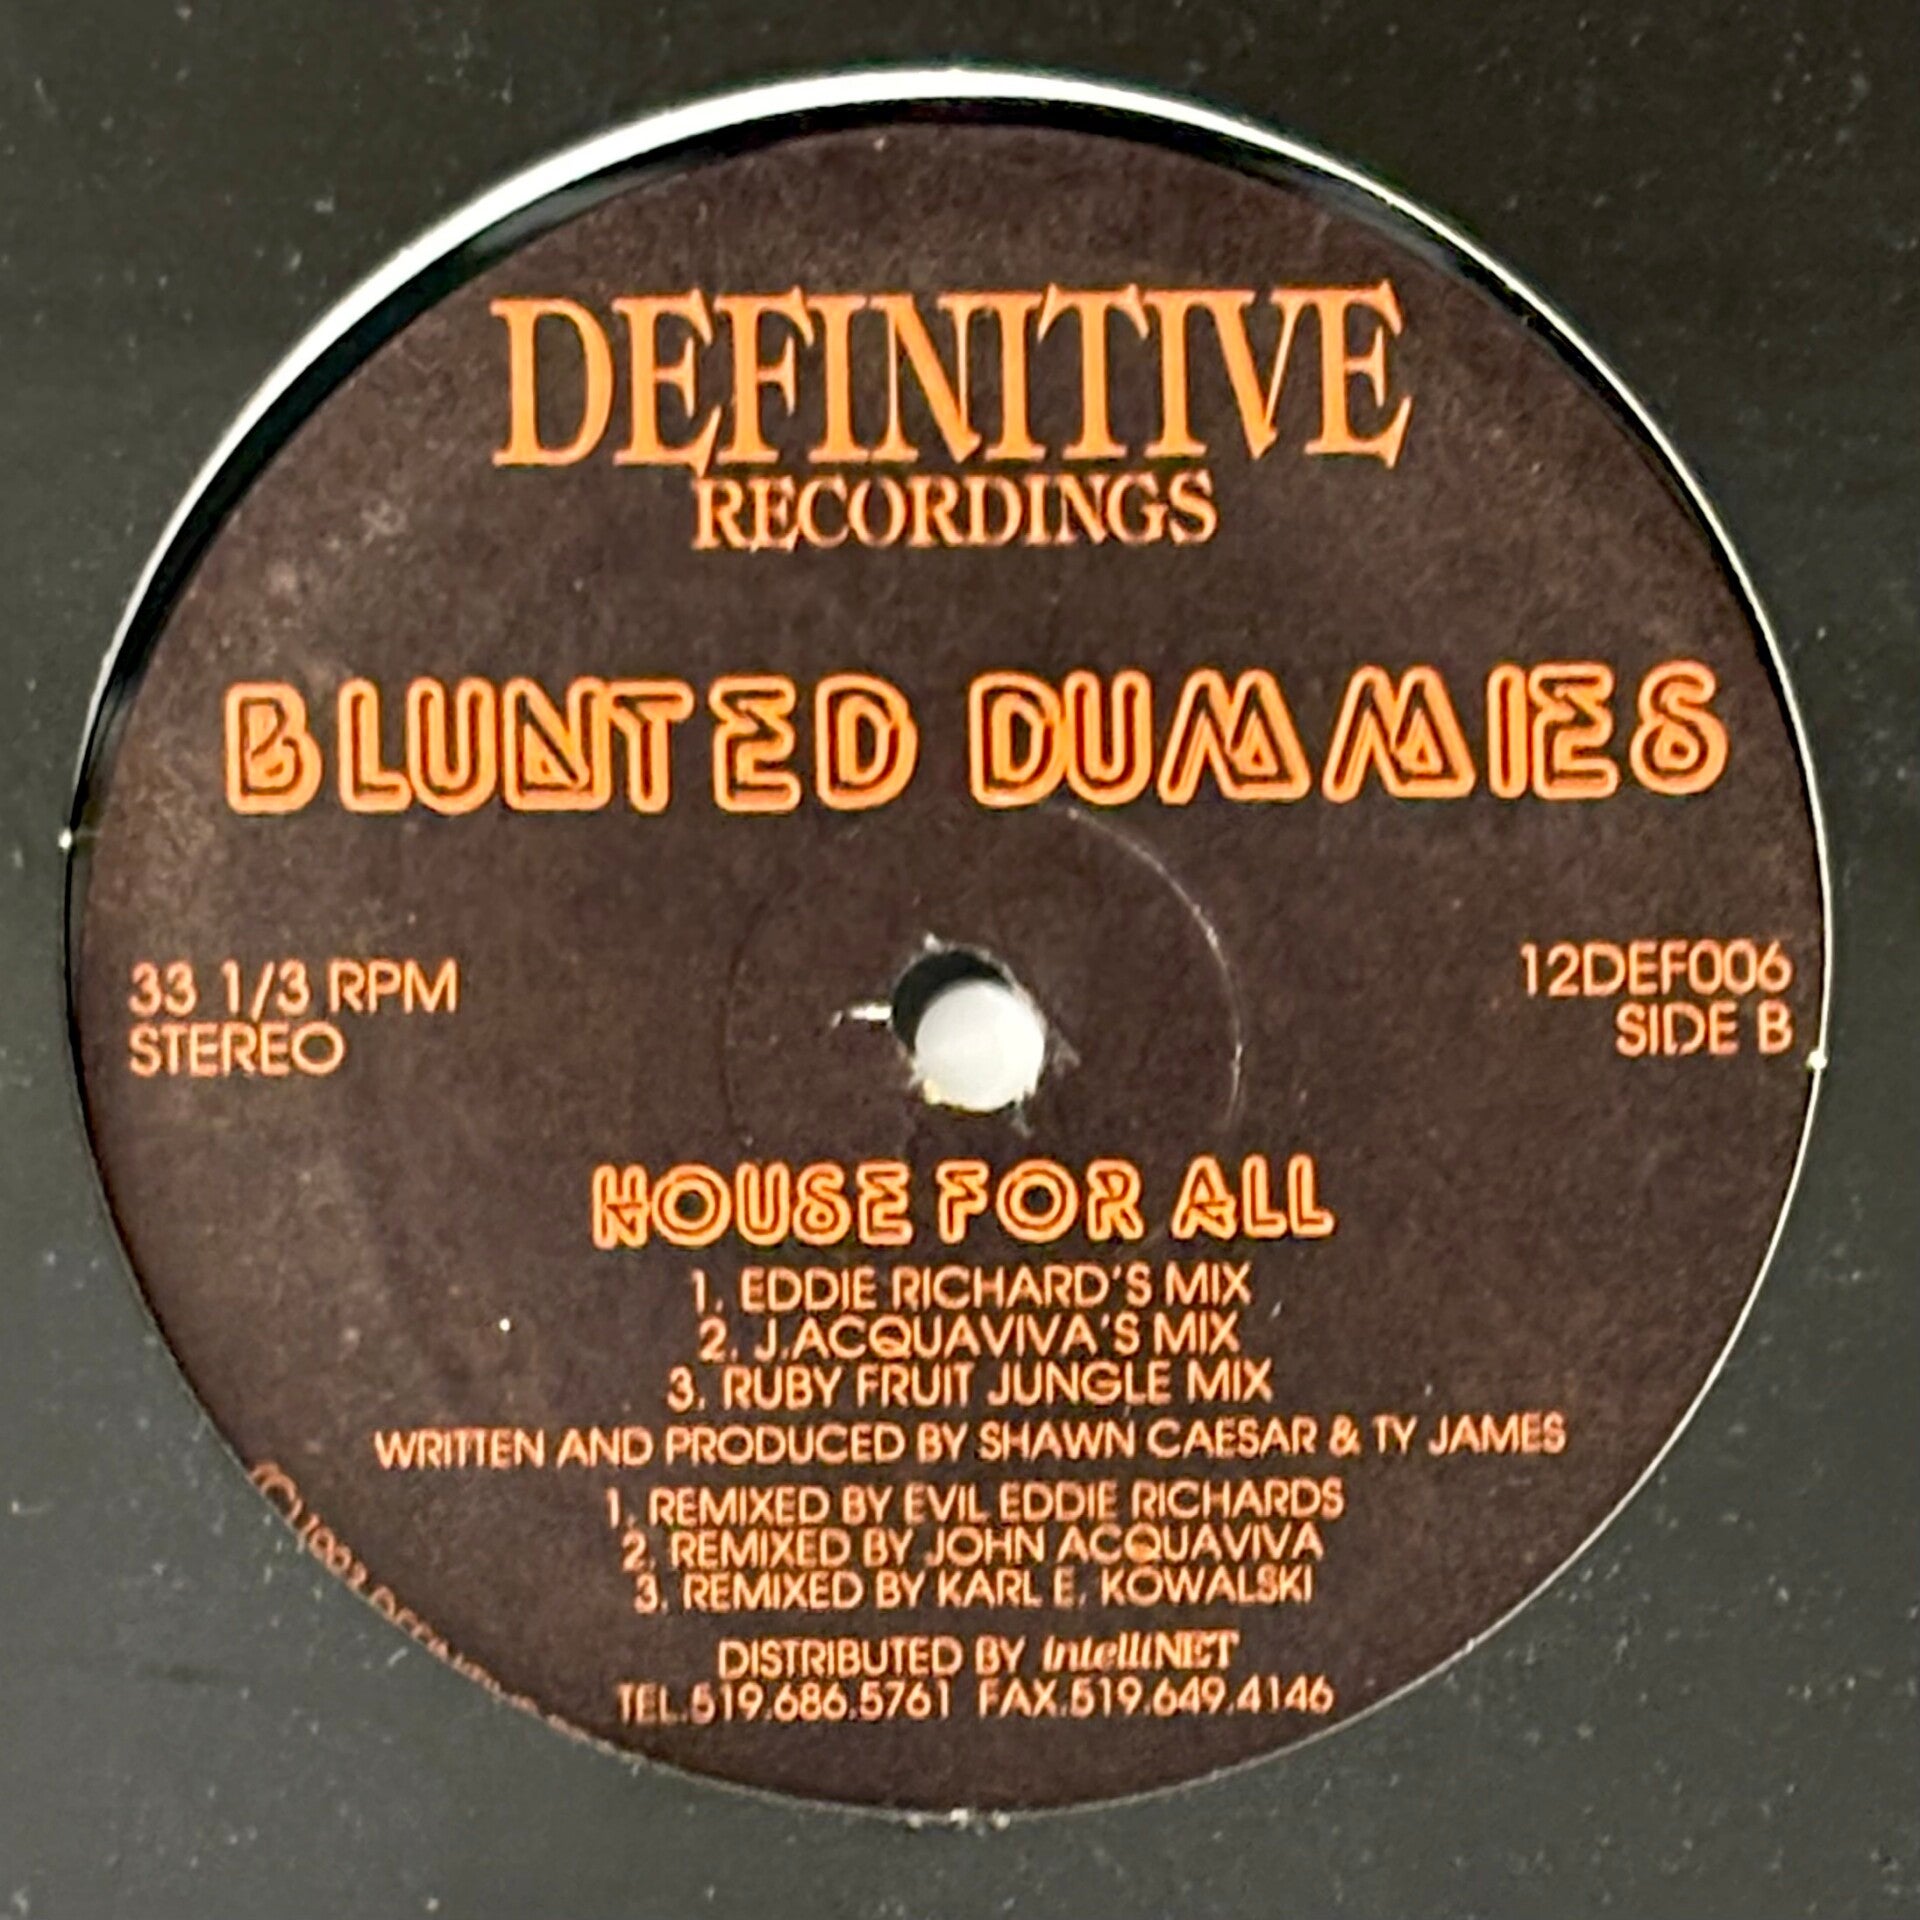 DEFINITIVE
RECORDINGS
BLUNTED DUMMIES
33 1/3 RPM
STEREO
12DEF006
SIDE B
HOUSE FOR ALL
1. EDDIE RICHARD'S MIX
2. J.ACQUAVIVA'S MIX
3. RUBY FRUIT JUNGLE MIX
WRITTEN AND PRODUCED BY SHAWN CAESAR & TY JAMES
1. REMIXED BY EVIL EDDIE RICHARDS
2. REMIXED BY JOHN ACQUAVIVA
3. REMIXED BY KARL E. KOWALSKI
DISTRIBUTED BY intelliNET
TEL.519.686.5761 FAX.519.649.4146
(C)